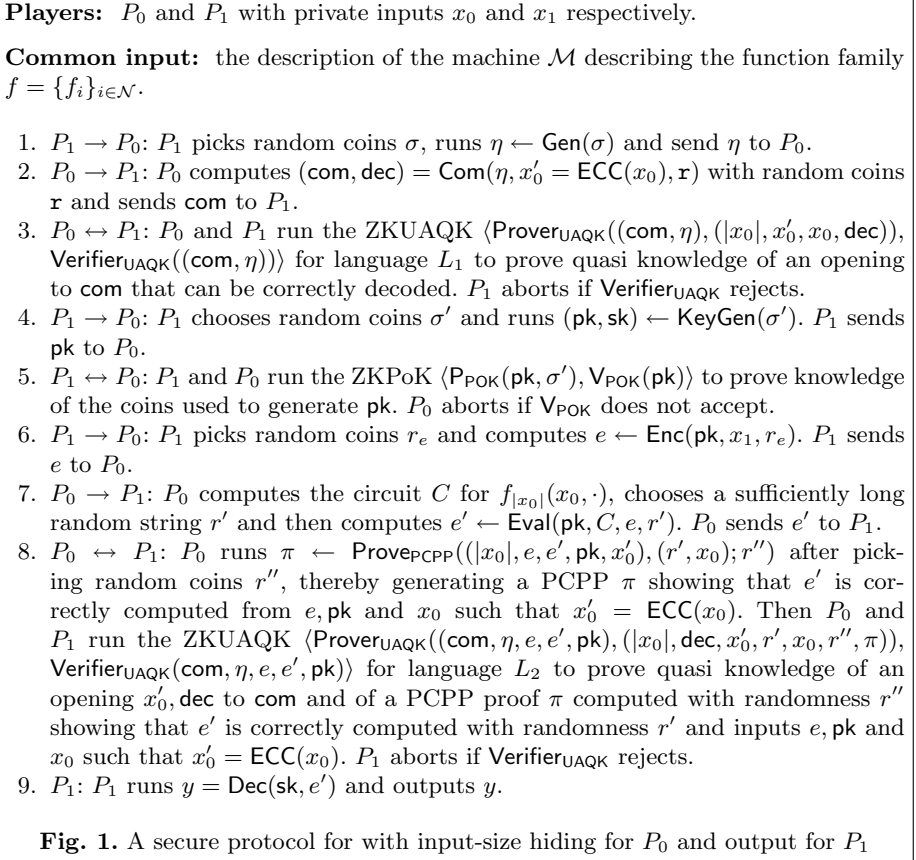 Players: P₀ and P₁ with private inputs x₀ and x₁ respectively.
Common input: the description of the machine ℳ describing the function family
f = {fᵢ}ᵢ∈𝒩.
1. P₁ → P₀: P₁ picks random coins σ, runs η ← Gen(σ) and send η to P₀.
2. P₀ → P₁: P₀ computes (com, dec) = Com(η, x′₀ = ECC(x₀), r) with random coins
r and sends com to P₁.
3. P₀ ↔ P₁: P₀ and P₁ run the ZKUAQK ⟨Prover_UAQK((com, η), (|x₀|, x′₀, x₀, dec)),
Verifier_UAQK((com, η))⟩ for language L₁ to prove quasi knowledge of an opening
to com that can be correctly decoded. P₁ aborts if Verifier_UAQK rejects.
4. P₁ → P₀: P₁ chooses random coins σ′ and runs (pk, sk) ← KeyGen(σ′). P₁ sends
pk to P₀.
5. P₁ ↔ P₀: P₁ and P₀ run the ZKPoK ⟨P_POK(pk, σ′), V_POK(pk)⟩ to prove knowledge
of the coins used to generate pk. P₀ aborts if V_POK does not accept.
6. P₁ → P₀: P₁ picks random coins rₑ and computes e ← Enc(pk, x₁, rₑ). P₁ sends
e to P₀.
7. P₀ → P₁: P₀ computes the circuit C for f_|x₀|(x₀, ·), chooses a sufficiently long
random string r′ and then computes e′ ← Eval(pk, C, e, r′). P₀ sends e′ to P₁.
8. P₀ ↔ P₁: P₀ runs π ← Prove_PCPP((|x₀|, e, e′, pk, x′₀), (r′, x₀); r″) after pick-
ing random coins r″, thereby generating a PCPP π showing that e′ is cor-
rectly computed from e, pk and x₀ such that x′₀ = ECC(x₀). Then P₀ and
P₁ run the ZKUAQK ⟨Prover_UAQK((com, η, e, e′, pk), (|x₀|, dec, x′₀, r′, x₀, r″, π)),
Verifier_UAQK(com, η, e, e′, pk)⟩ for language L₂ to prove quasi knowledge of an
opening x′₀, dec to com and of a PCPP proof π computed with randomness r″
showing that e′ is correctly computed with randomness r′ and inputs e, pk and
x₀ such that x′₀ = ECC(x₀). P₁ aborts if Verifier_UAQK rejects.
9. P₁: P₁ runs y = Dec(sk, e′) and outputs y.
Fig. 1. A secure protocol for with input-size hiding for P₀ and output for P₁